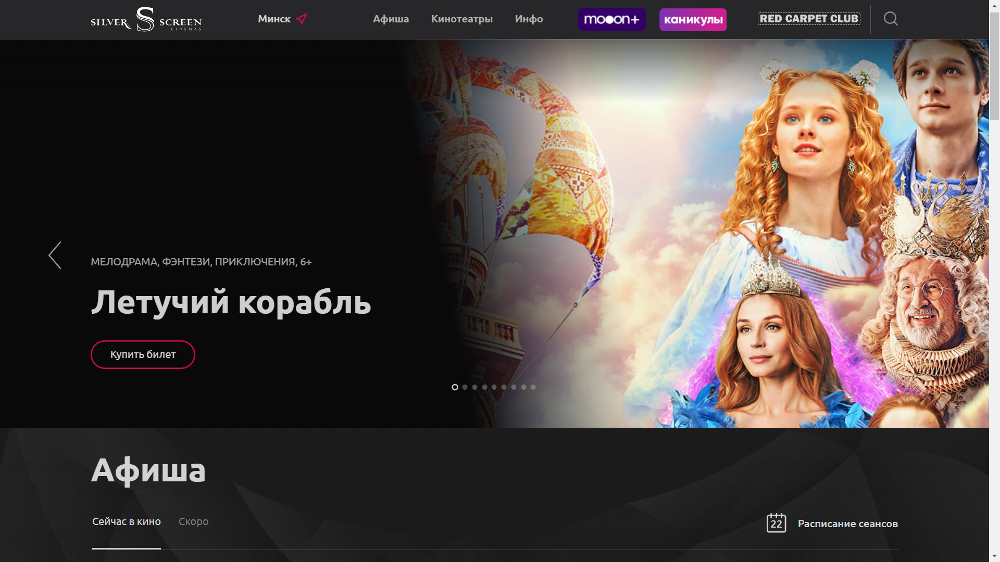 SILVER S SCREEN
CINEMAS
Минск
Афиша
Кинотеатры
Инфо
mooon+
каникулы
RED CARPET CLUB
МЕЛОДРАМА, ФЭНТЕЗИ, ПРИКЛЮЧЕНИЯ, 6+
Летучий корабль
Купить билет
Афиша
Сейчас в кино
Скоро
22
Расписание сеансов